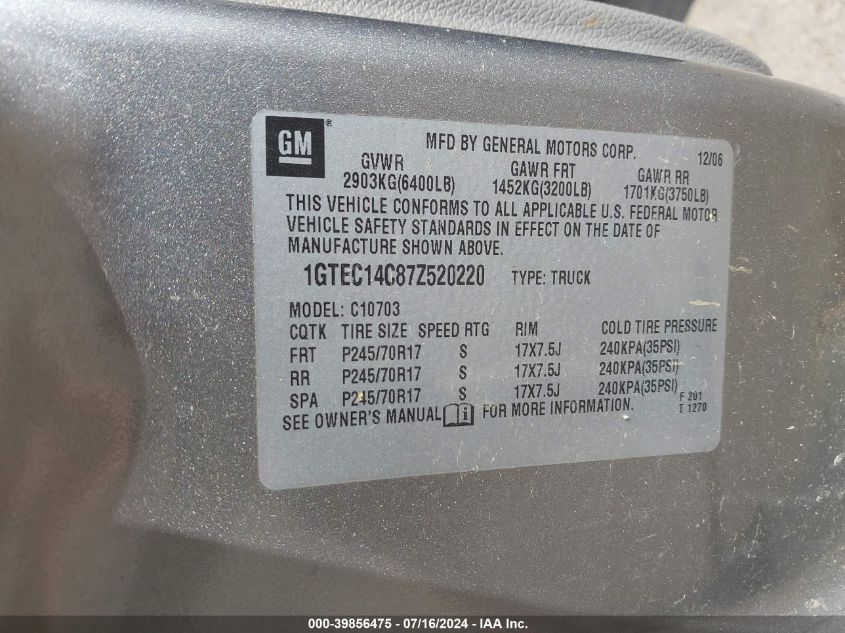 GM®
MFD BY GENERAL MOTORS CORP. 12/06
GVWR GAWR FRT GAWR RR
2903KG(6400LB) 1452KG(3200LB) 1701KG(3750LB)
THIS VEHICLE CONFORMS TO ALL APPLICABLE U.S. FEDERAL MOTOR
VEHICLE SAFETY STANDARDS IN EFFECT ON THE DATE OF
MANUFACTURE SHOWN ABOVE.
1GTEC14C87Z520220 TYPE: TRUCK
MODEL: C10703
CQTK TIRE SIZE SPEED RTG RIM COLD TIRE PRESSURE
FRT P245/70R17 S 17X7.5J 240KPA(35PSI)
RR P245/70R17 S 17X7.5J 240KPA(35PSI)
SPA P245/70R17 S 17X7.5J 240KPA(35PSI)
SEE OWNER'S MANUAL FOR MORE INFORMATION.
F 201
T 1270
000-39856475 - 07/16/2024 - IAA Inc.